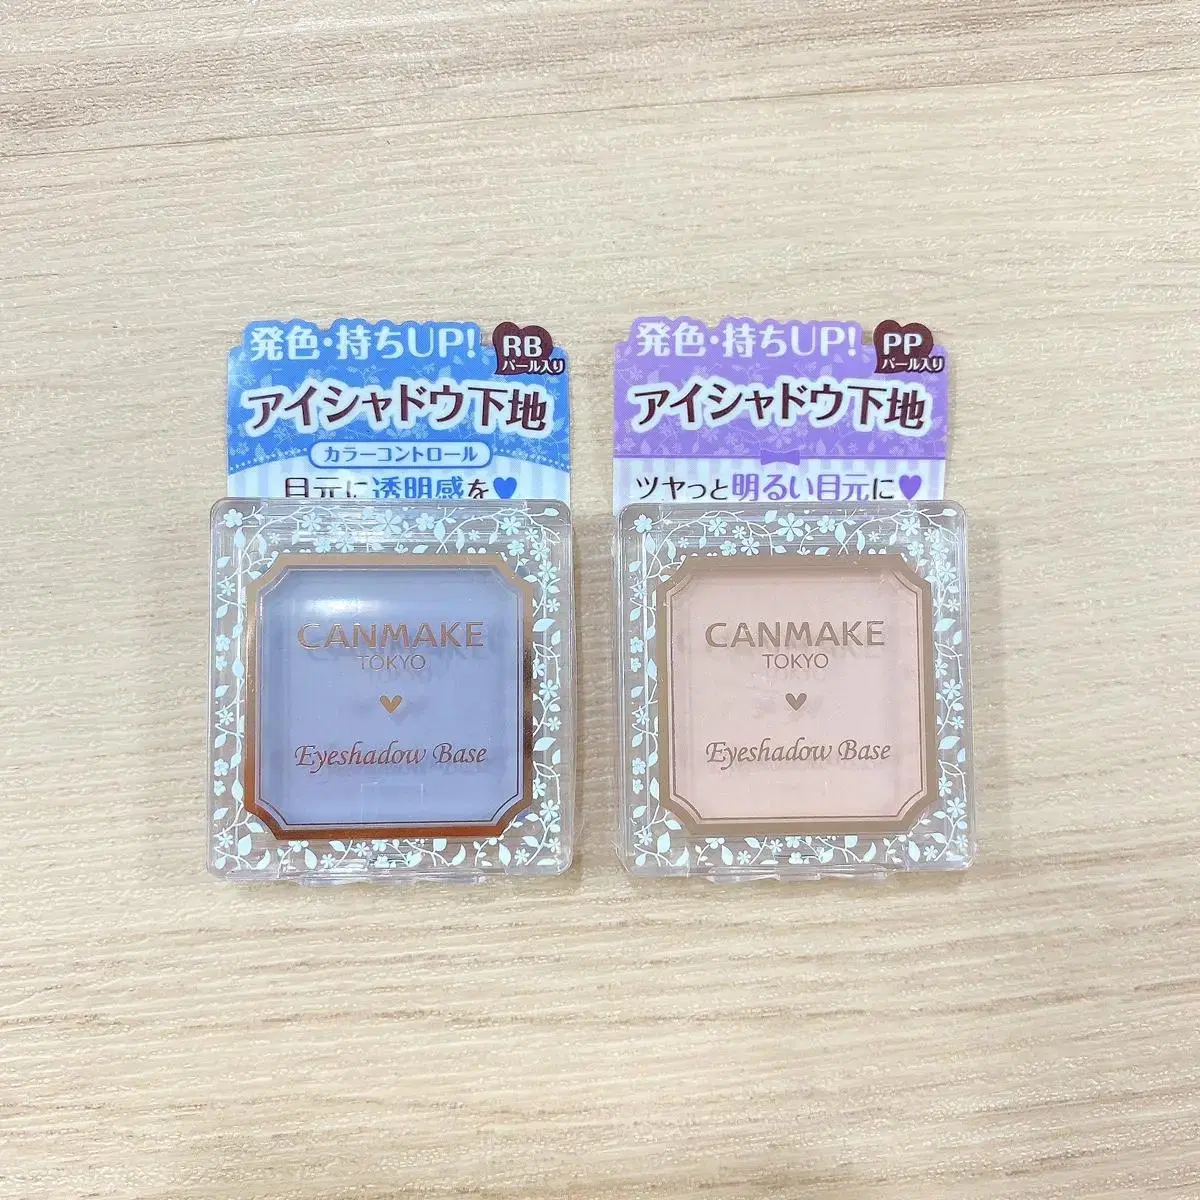 発色・持ちUP!
RB
パール入り
アイシャドウ下地
カラーコントロール
目元に透明感を♥
CANMAKE
TOKYO
Eyeshadow Base
発色・持ちUP!
PP
パール入り
アイシャドウ下地
ツヤっと明るい目元に♥
CANMAKE
TOKYO
Eyeshadow Base